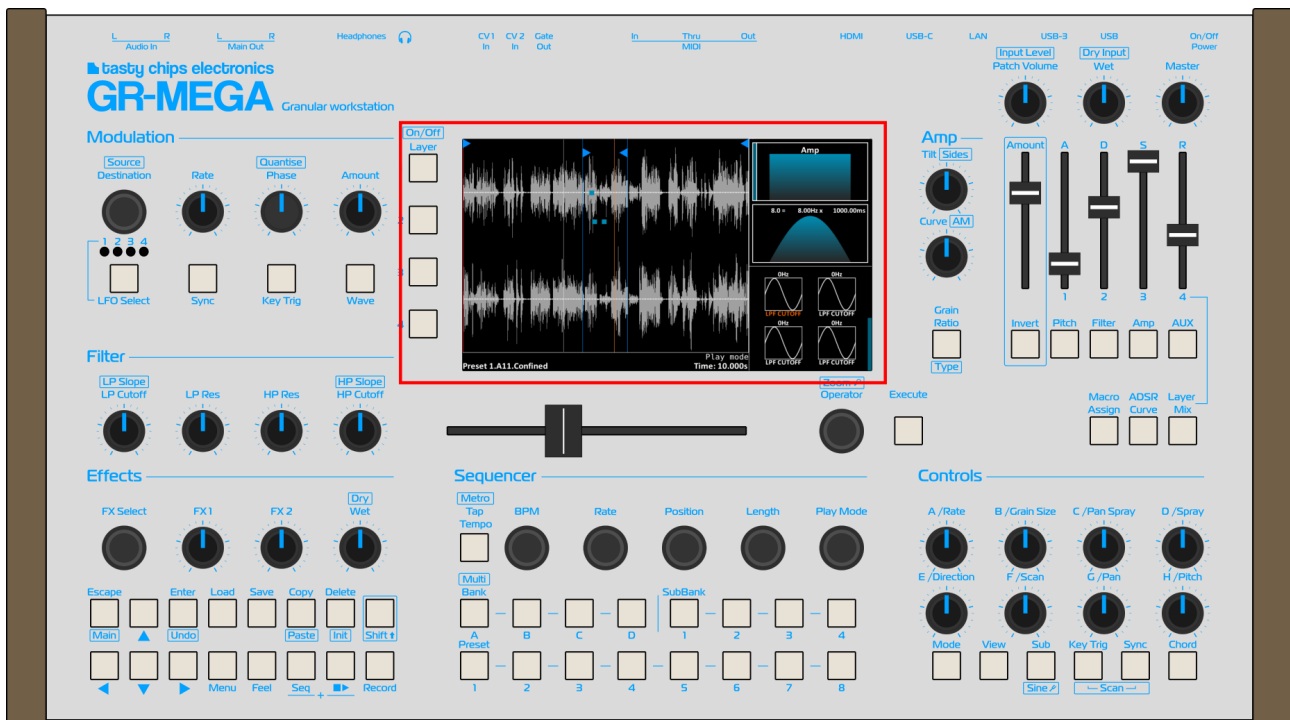 L R
Audio In
L R
Main Out
Headphones
CV 1 CV 2 Gate
In In Out
In Thru Out
MIDI
HDMI
USB-C
LAN
USB-3
USB
On/Off
Power
tasty chips electronics
GR-MEGA Granular workstation
Input Level
Patch Volume
Dry Input
Wet
Master
Modulation
Source
Destination
Rate
Quantise
Phase
Amount
1 2 3 4
LFO Select
Sync
Key Trig
Wave
On/Off
Layer
2
3
4
Amp
8.0 = 8.00Hz x 1000.00ms
0Hz 0Hz
LPF CUTOFF LPF CUTOFF
0Hz 0Hz
LPF CUTOFF LPF CUTOFF
Play mode
Preset 1.A11.Confined Time: 10.000s
Amp
Tilt Sides
Curve AM
Grain
Ratio
Type
Amount A D S R
1 2 3 4
Invert Pitch Filter Amp AUX
Macro ADSR Layer
Assign Curve Mix
Filter
LP Slope
LP Cutoff
LP Res
HP Res
HP Slope
HP Cutoff
Zoom
Operator
Execute
Effects
FX Select
FX 1
FX 2
Dry
Wet
Escape Enter Load Save Copy Delete
Main Undo Paste Init Shift
Menu Feel Seq + Record
Sequencer
Metro
Tap
Tempo
BPM
Rate
Position
Length
Play Mode
Multi
Bank
SubBank
A B C D 1 2 3 4
Preset
1 2 3 4 5 6 7 8
Controls
A /Rate B /Grain Size C /Pan Spray D /Spray
E /Direction F /Scan G /Pan H /Pitch
Mode View Sub Key Trig Sync Chord
Sine Scan